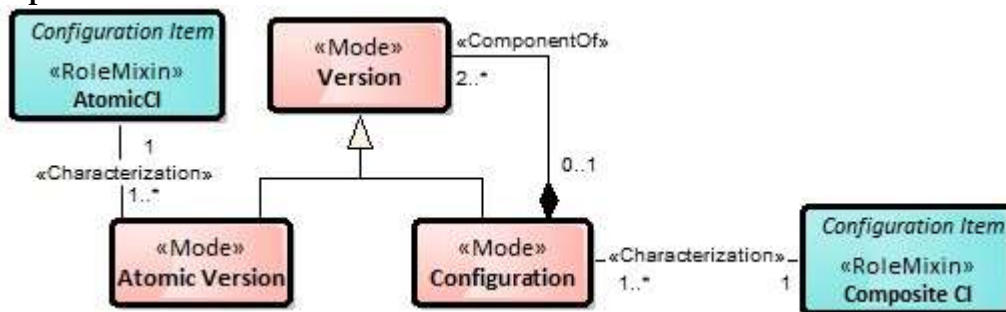 Configuration Item
«RoleMixin»
AtomicCI
«Mode»
Version
«ComponentOf»
2..*
1
«Characterization»
1..*
0..1
«Mode»
Atomic Version
«Mode»
Configuration
«Characterization»
1..*
1
Configuration Item
«RoleMixin»
Composite CI